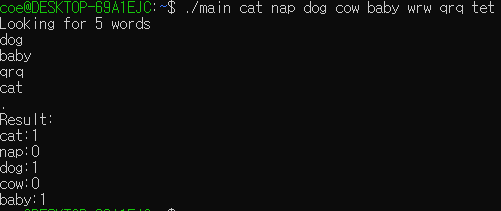 coe@DESKTOP-69A1EJC:~$ ./main cat nap dog cow baby wrw qrq tet
Looking for 5 words
dog
baby
qrq
cat
.
Result:
cat:1
nap:0
dog:1
cow:0
baby:1